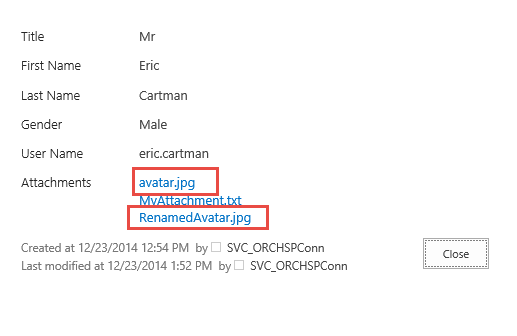 Title Mr
First Name Eric
Last Name Cartman
Gender Male
User Name eric.cartman
Attachments avatar.jpg
MyAttachment.txt
RenamedAvatar.jpg
Created at 12/23/2014 12:54 PM by SVC_ORCHSPConn
Last modified at 12/23/2014 1:52 PM by SVC_ORCHSPConn
Close